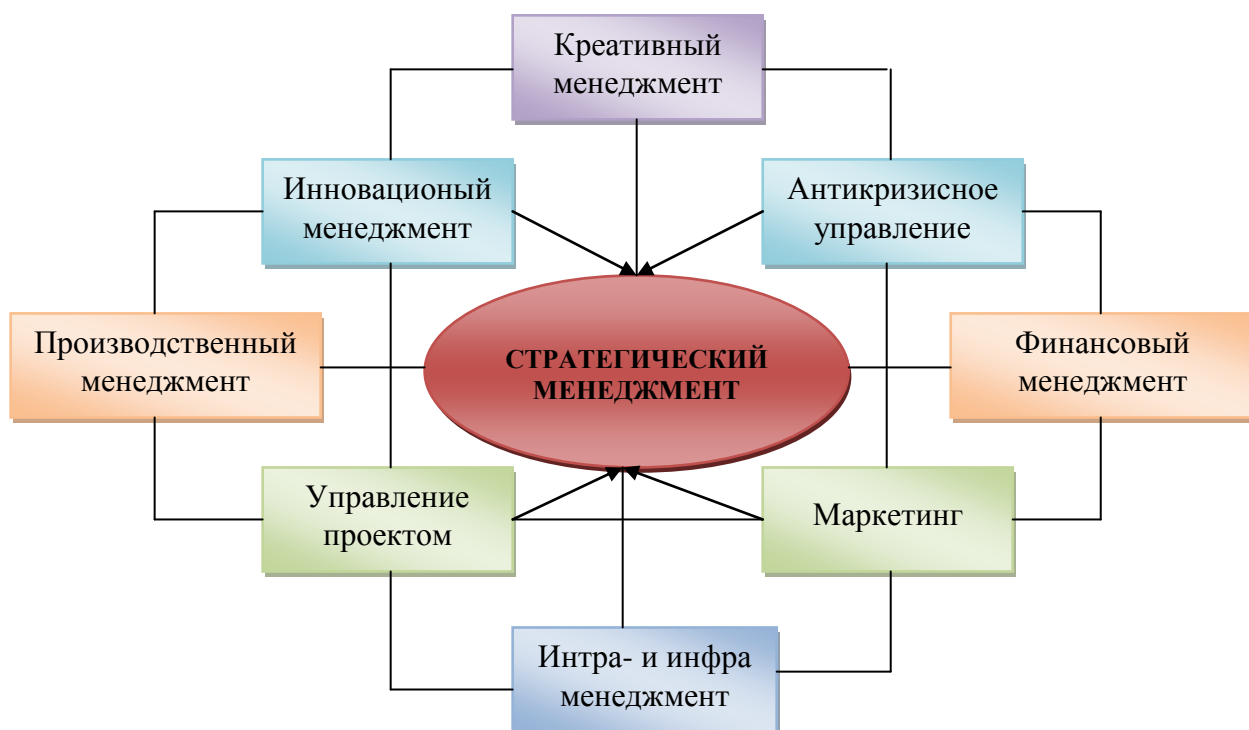 Креативный
менеджмент
Инновационый
менеджмент
Антикризисное
управление
Производственный
менеджмент
СТРАТЕГИЧЕСКИЙ
МЕНЕДЖМЕНТ
Финансовый
менеджмент
Управление
проектом
Маркетинг
Интра- и инфра
менеджмент